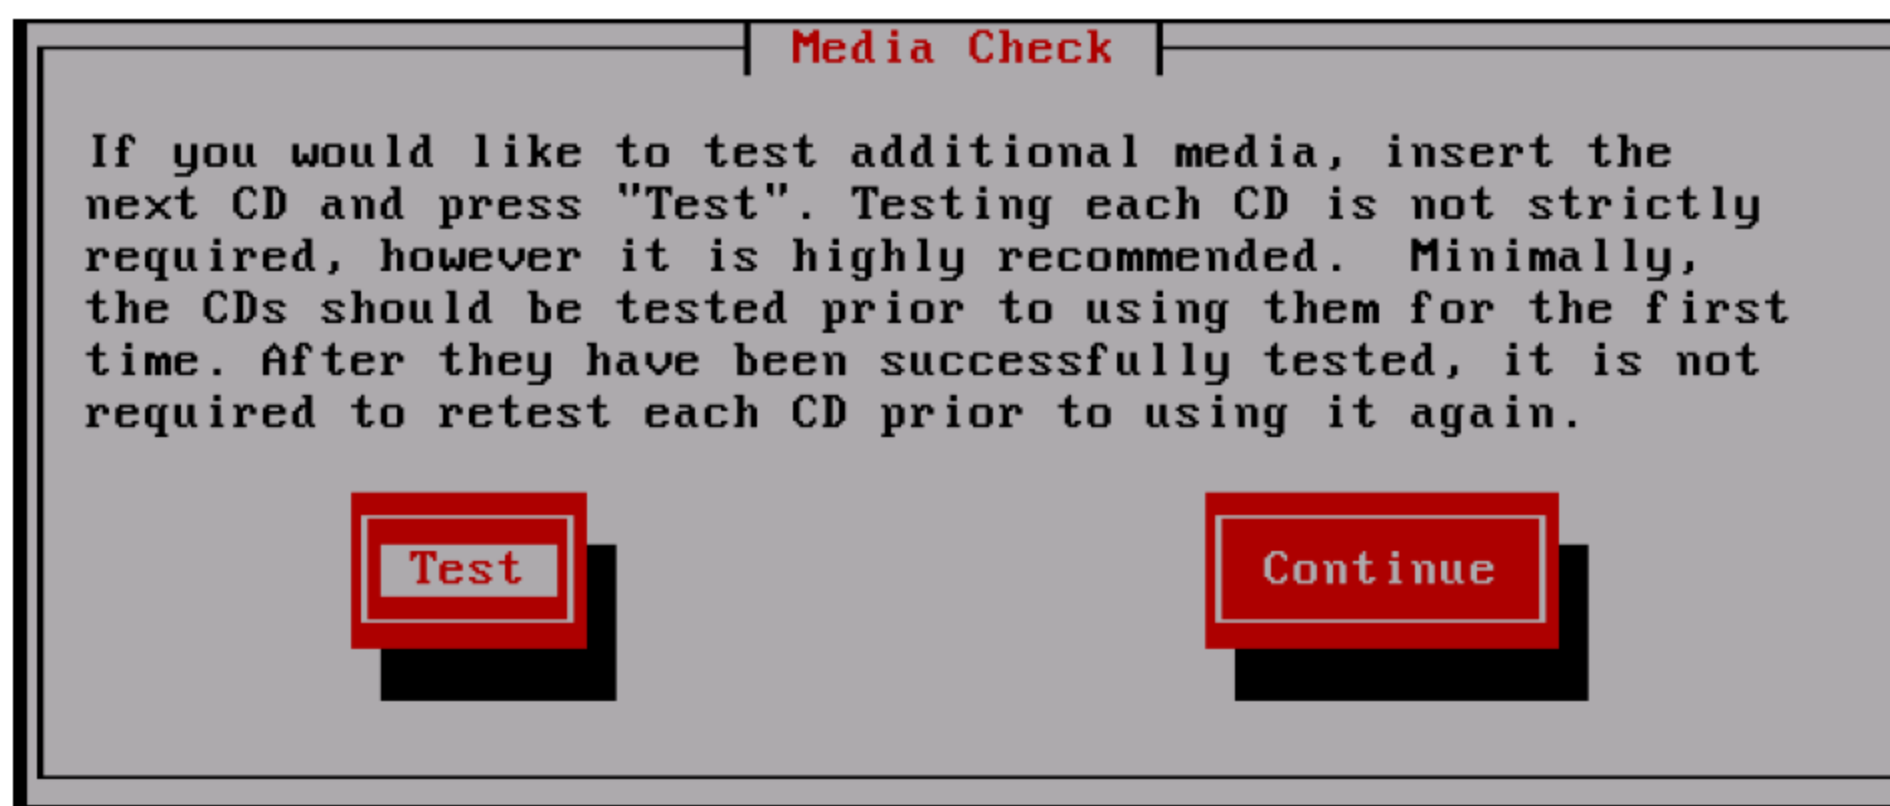 Media Check
If you would like to test additional media, insert the
next CD and press "Test". Testing each CD is not strictly
required, however it is highly recommended.  Minimally,
the CDs should be tested prior to using them for the first
time. After they have been successfully tested, it is not
required to retest each CD prior to using it again.
Test Continue